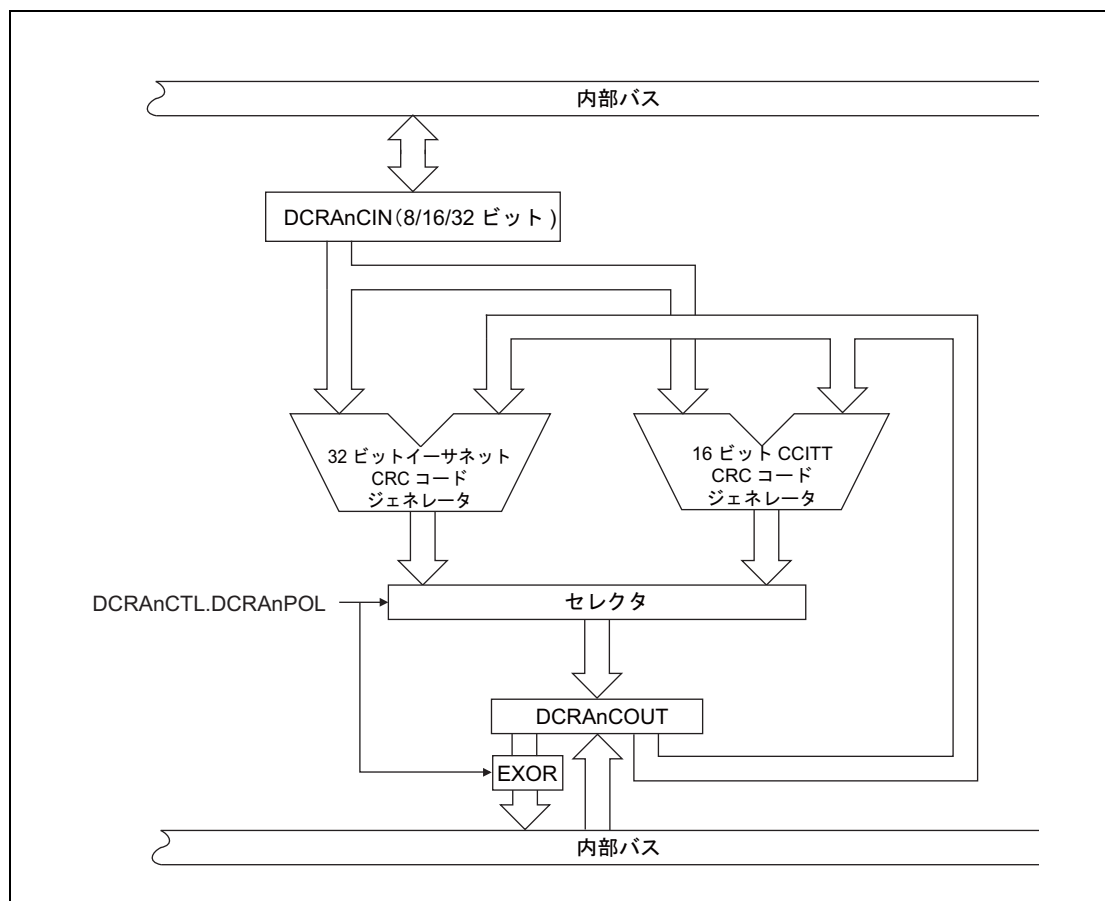 内部バス
DCRAnCIN(8/16/32 ビット )
32 ビットイーサネット
CRC コード
ジェネレータ
16 ビット CCITT
CRC コード
ジェネレータ
DCRAnCTL.DCRAnPOL
セレクタ
DCRAnCOUT
EXOR
内部バス